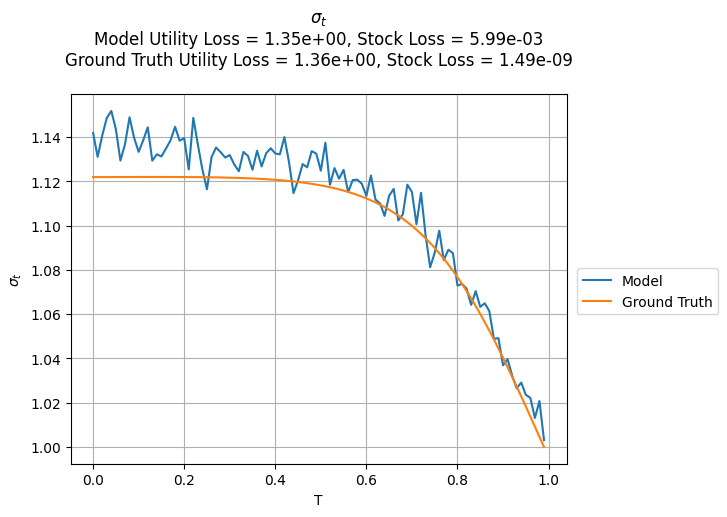 σ_t
Model Utility Loss = 1.35e+00, Stock Loss = 5.99e-03
Ground Truth Utility Loss = 1.36e+00, Stock Loss = 1.49e-09
1.14
1.12
1.10
1.08
1.06
1.04
1.02
1.00
σ_t
0.0 0.2 0.4 0.6 0.8 1.0
T
Model
Ground Truth